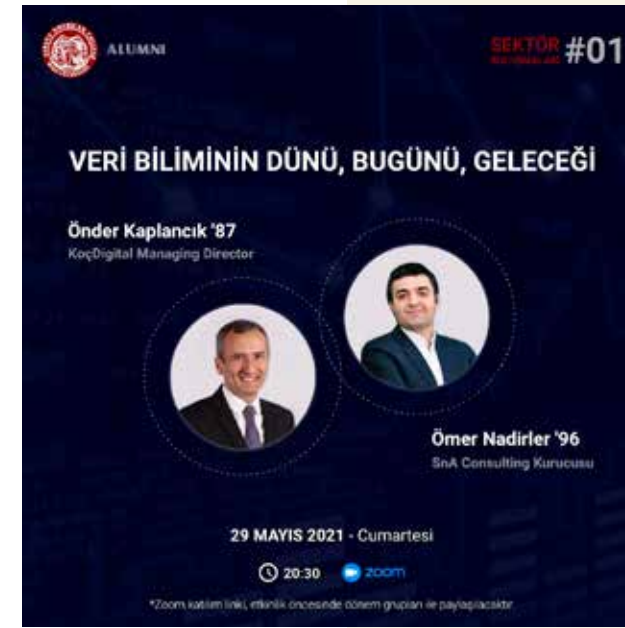 ALUMNI
SEKTÖR #01
VERİ BİLİMİNİN DÜNÜ, BUGÜNÜ, GELECEĞİ
Önder Kaplancık '87
KoçDigital Managing Director
Ömer Nadirler '96
SnA Consulting Kurucusu
29 MAYIS 2021 - Cumartesi
20:30 zoom
*Zoom katılım linki, etkinlik öncesinde dönem grupları ile paylaşılacaktır